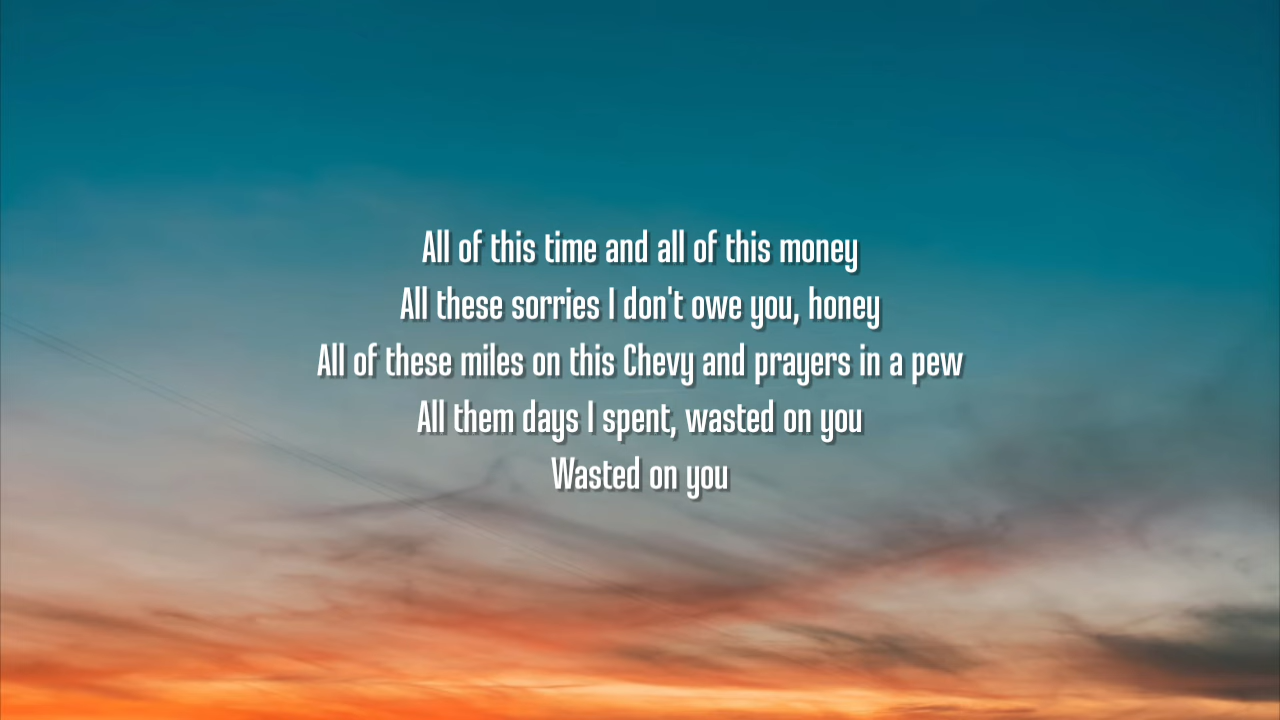 All of this time and all of this money
All these sorries I don't owe you, honey
All of these miles on this Chevy and prayers in a pew
All them days I spent, wasted on you
Wasted on you